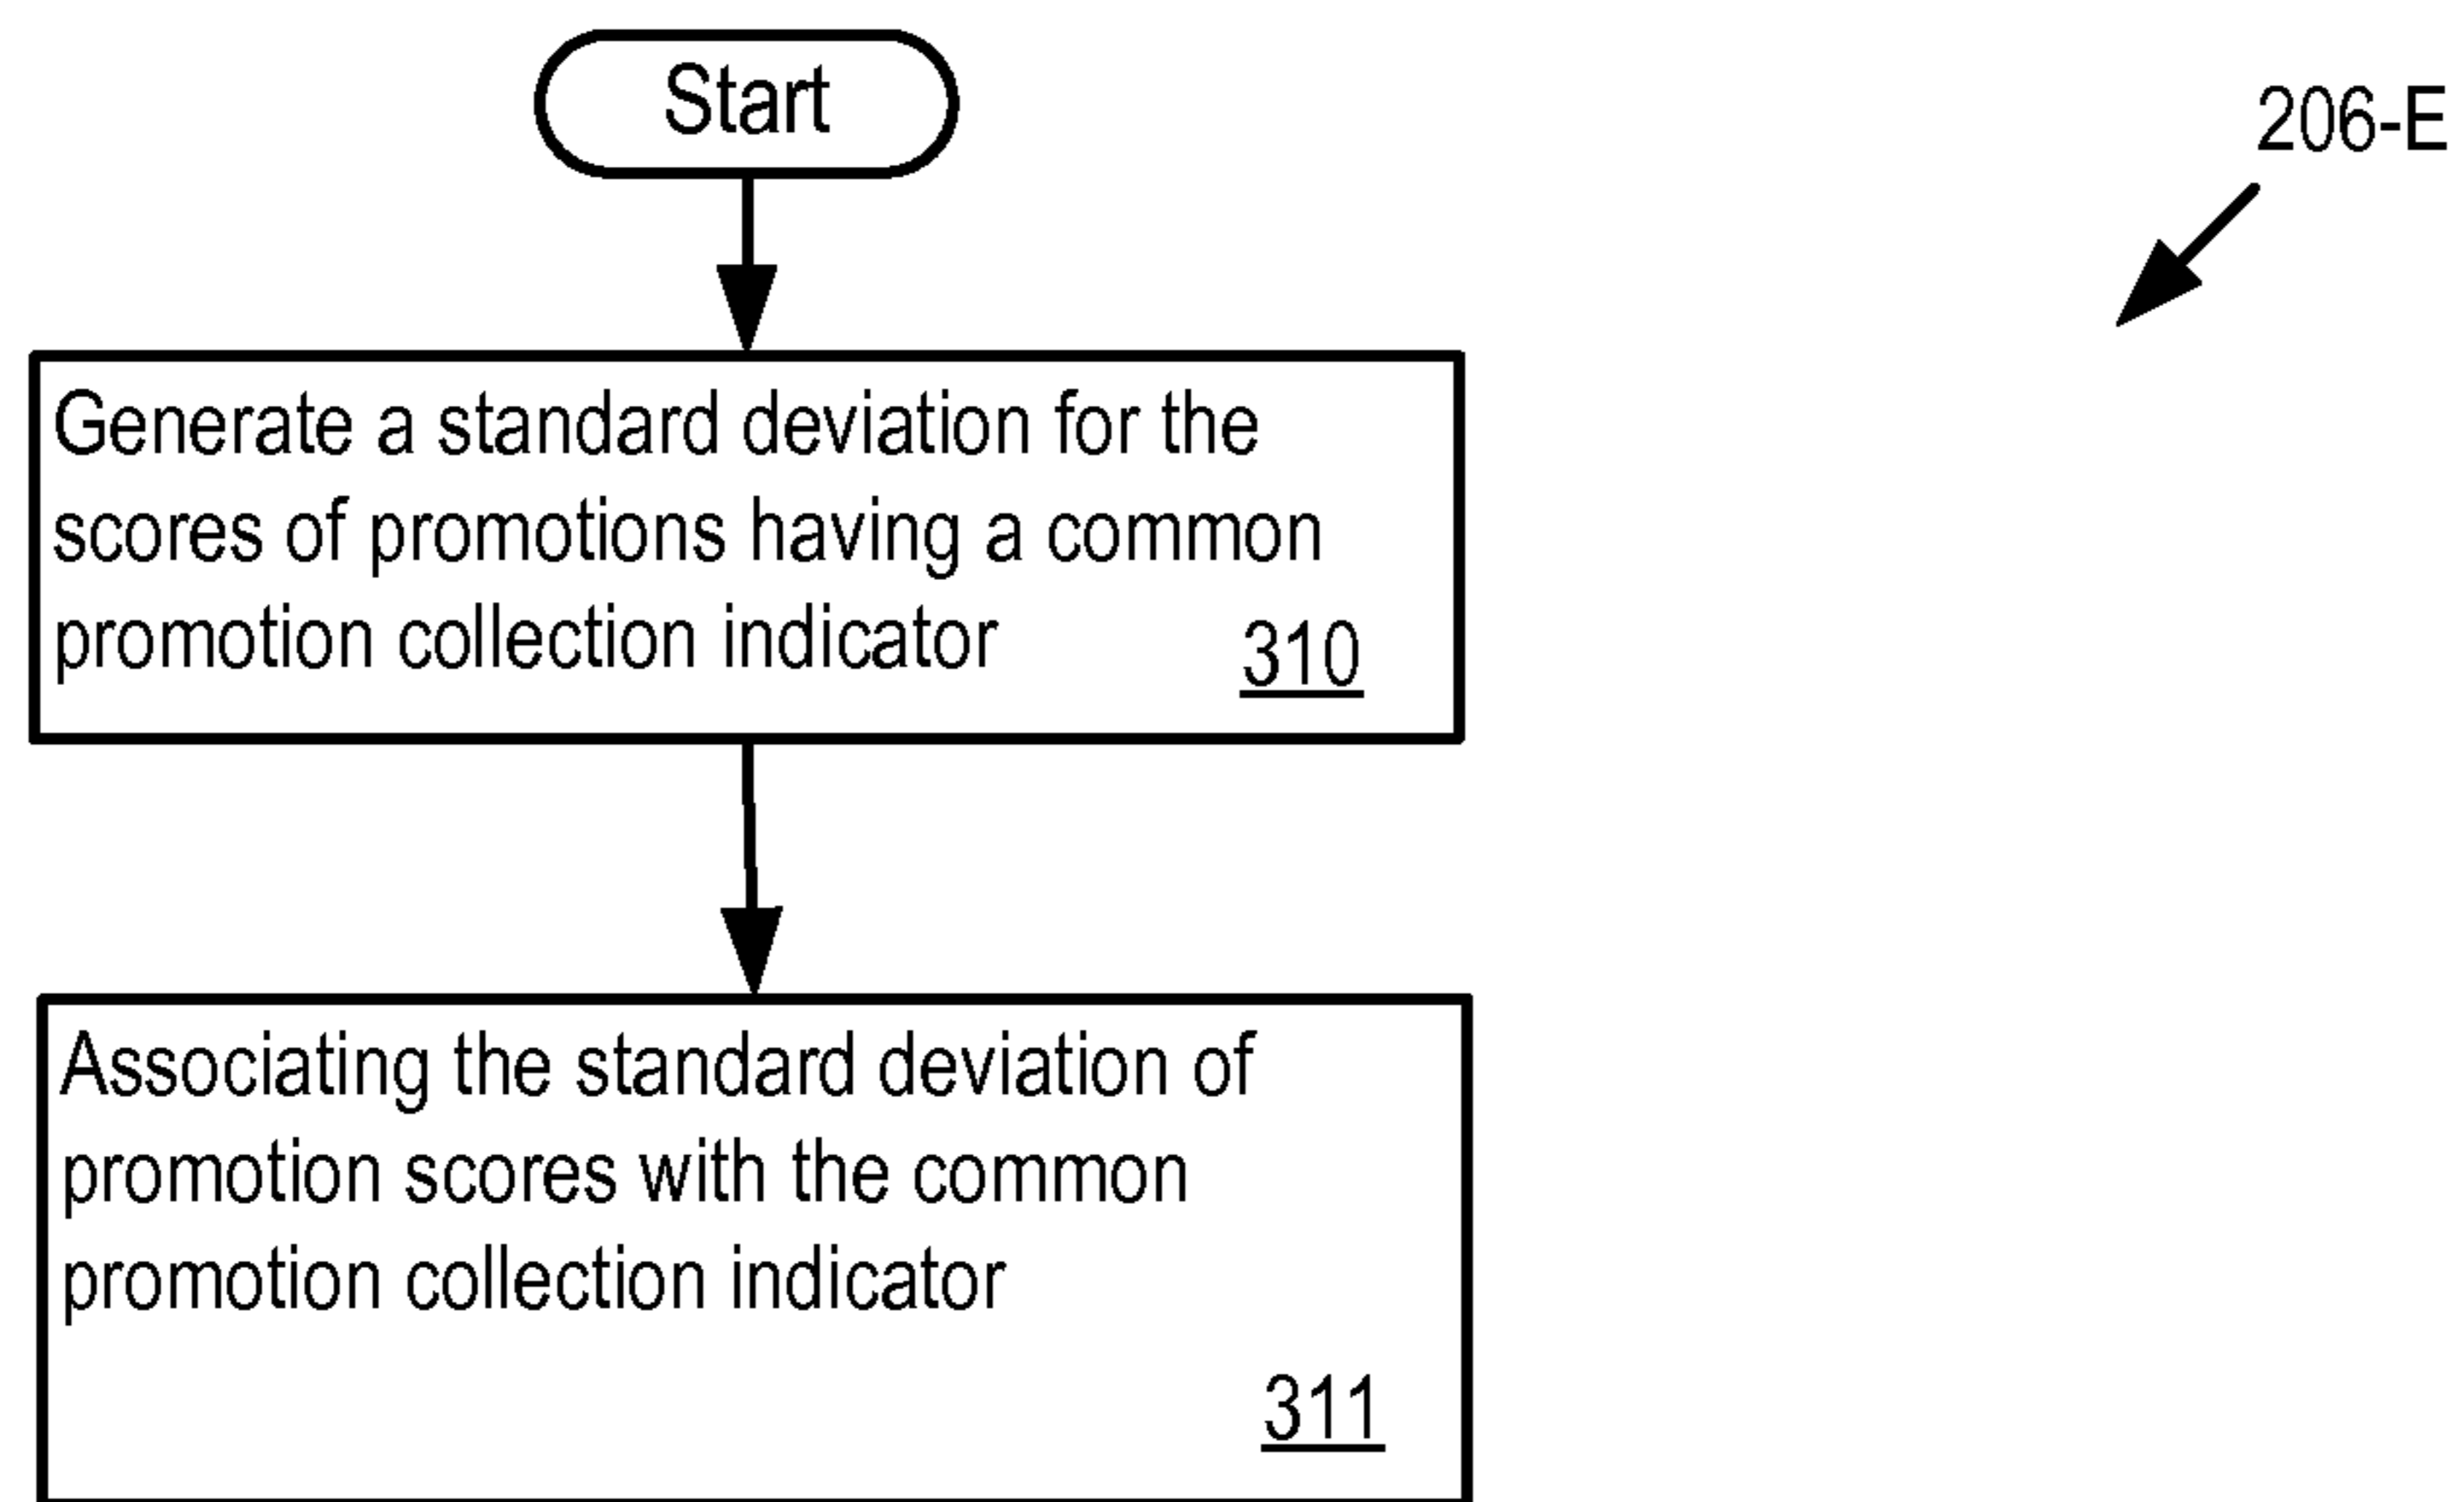 Start
206-E
Generate a standard deviation for the
scores of promotions having a common
promotion collection indicator
310
Associating the standard deviation of
promotion scores with the common
promotion collection indicator
311